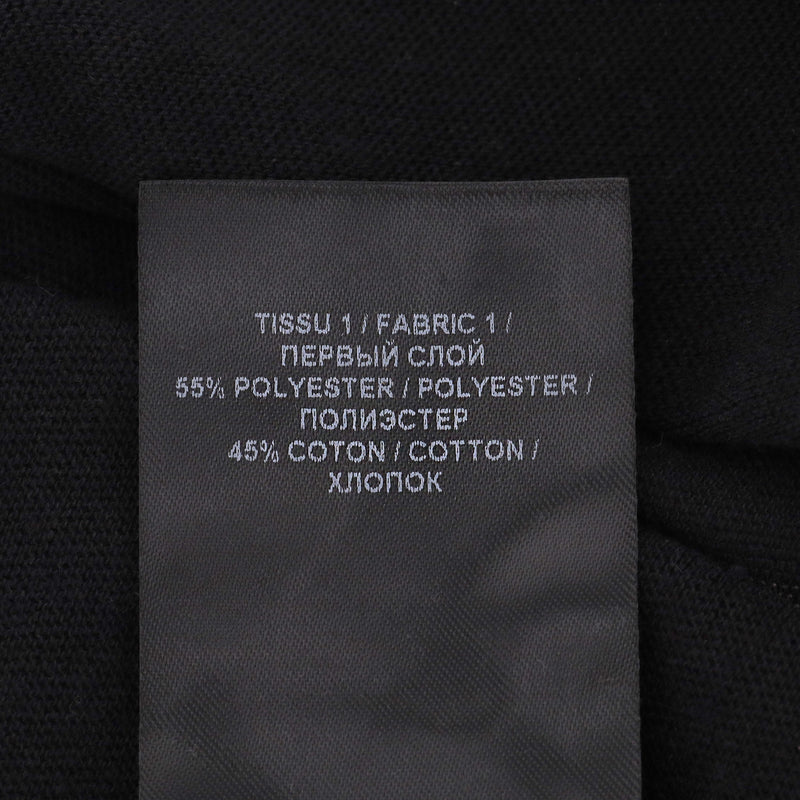 TISSU 1 / FABRIC 1 /
ПЕРВЫЙ СЛОЙ
55% POLYESTER / POLYESTER /
ПОЛИЭСТЕР
45% COTON / COTTON /
ХЛОПОК